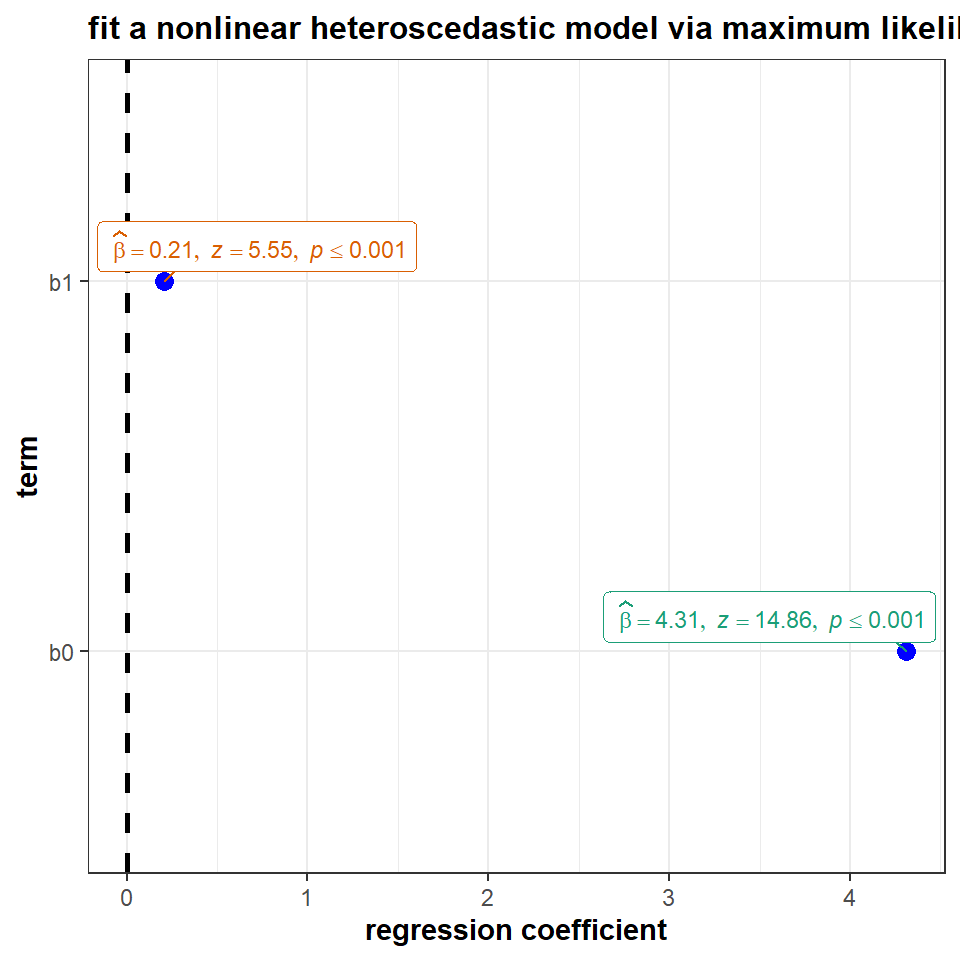 fit a nonlinear heteroscedastic model via maximum
β̂ = 0.21, z = 5.55, p ≤ 0.001
b1
term
β̂ = 4.31, z = 14.86, p ≤ 0.001
b0
0 1 2 3 4
regression coefficient